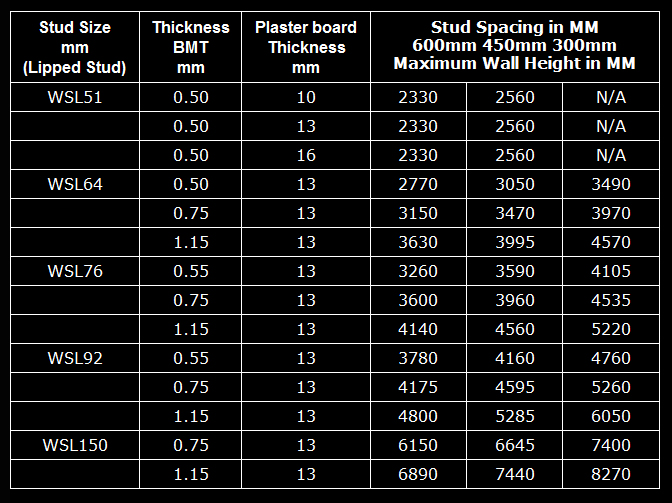 Stud Size mm (Lipped Stud) Thickness BMT mm Plaster board Thickness mm Stud Spacing in MM 600mm 450mm 300mm Maximum Wall Height in MM
WSL51 0.50 10 2330 2560 N/A
0.50 13 2330 2560 N/A
0.50 16 2330 2560 N/A
WSL64 0.50 13 2770 3050 3490
0.75 13 3150 3470 3970
1.15 13 3630 3995 4570
WSL76 0.55 13 3260 3590 4105
0.75 13 3600 3960 4535
1.15 13 4140 4560 5220
WSL92 0.55 13 3780 4160 4760
0.75 13 4175 4595 5260
1.15 13 4800 5285 6050
WSL150 0.75 13 6150 6645 7400
1.15 13 6890 7440 8270